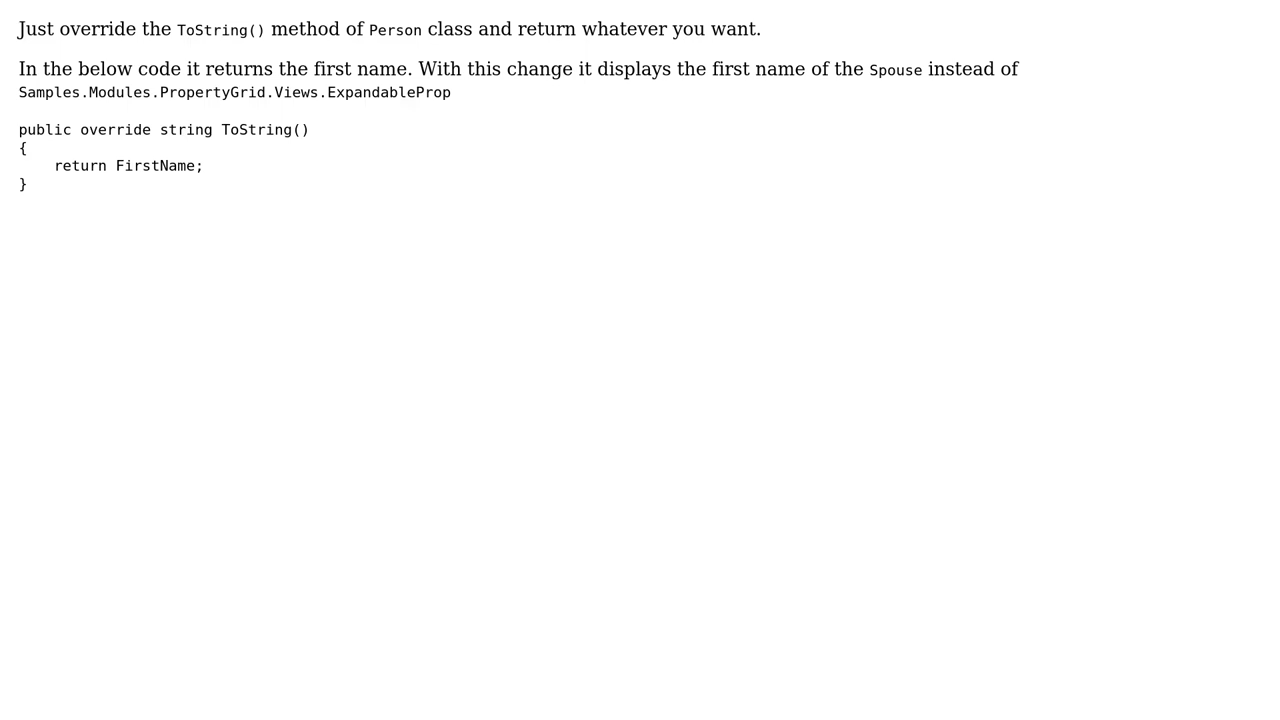 Just override the ToString() method of Person class and return whatever you want.
In the below code it returns the first name. With this change it displays the first name of the Spouse instead of
Samples.Modules.PropertyGrid.Views.ExpandableProp
public override string ToString()
{
    return FirstName;
}